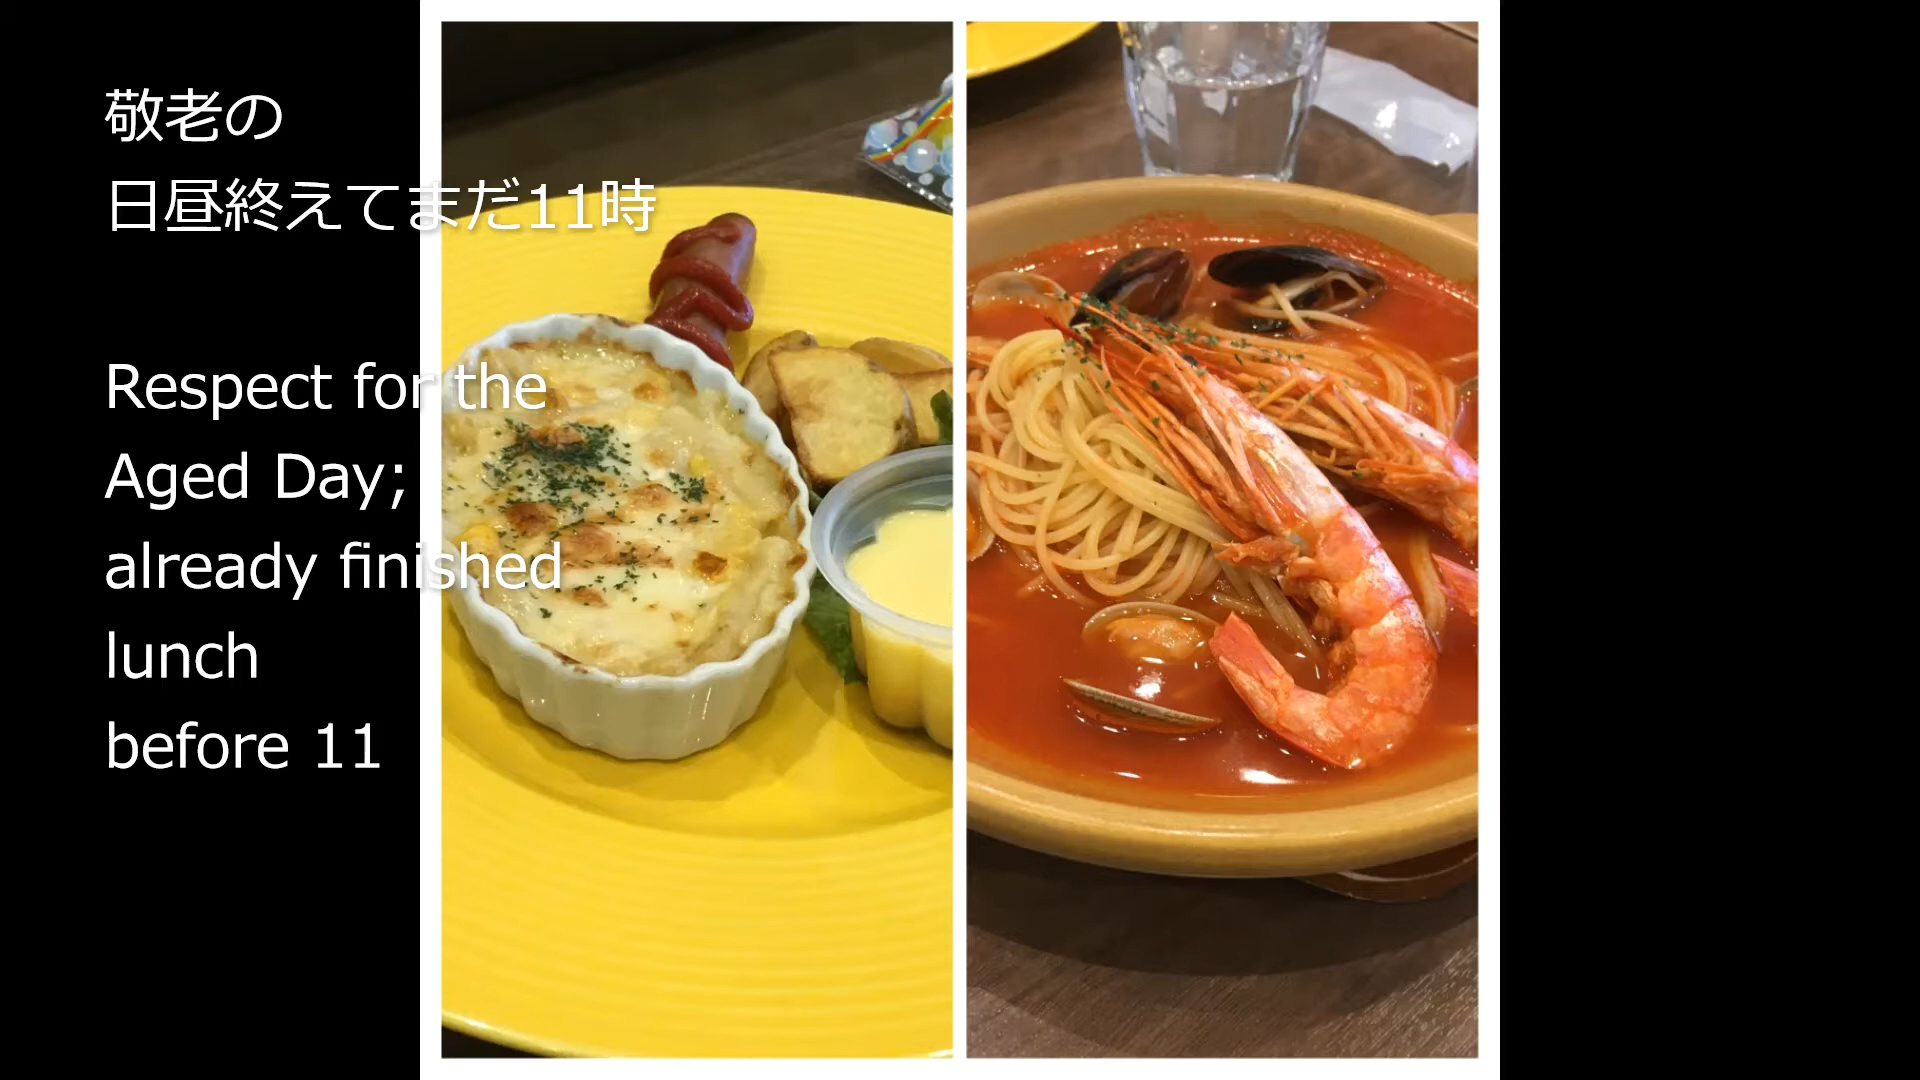 敬老の
日昼終えてまだ11時
Respect for the
Aged Day;
already finished
lunch
before 11